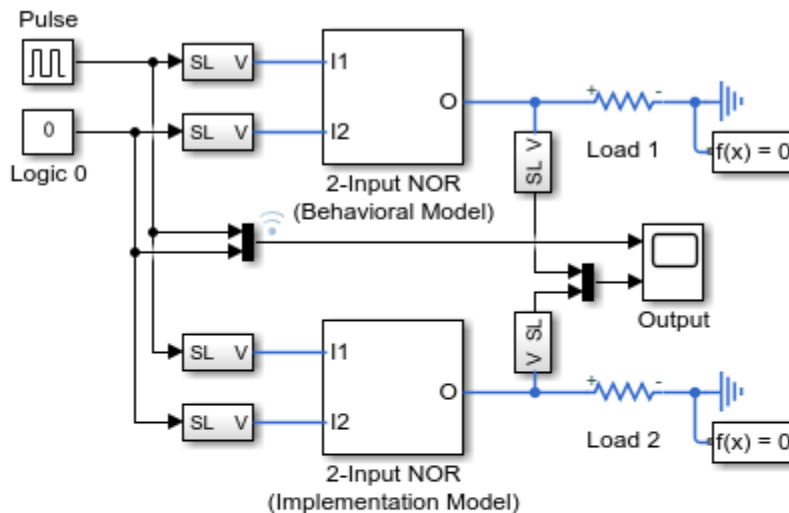 Pulse
SL V
I1
0
SL V
I2
O
Logic 0
2-Input NOR
(Behavioral Model)
Load 1
+ -
f(x) = 0
SL V
Output
V SL
SL V
I1
SL V
I2
O
2-Input NOR
(Implementation Model)
Load 2
+ -
f(x) = 0